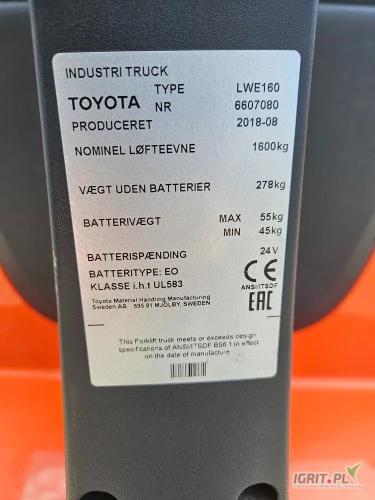 INDUSTRI TRUCK
TYPE LWE160
TOYOTA NR 6607080
PRODUCERET 2018-08
NOMINEL LØFTEEVNE 1600kg
VÆGT UDEN BATTERIER 278kg
BATTERIVÆGT MAX 55kg
MIN 45kg
BATTERISPÆNDING 24V
BATTERITYPE: EO
KLASSE i.h.t UL583
CE
ANSI/ITSDF
EAC
Toyota Material Handling Manufacturing
Sweden AB. 595 81 MJÖLBY, SWEDEN
This Forklift truck meets or exceeds design
specifications of ANSI/ITSDF B56.1 in effect
on the date of manufacture
IGRIT.PL